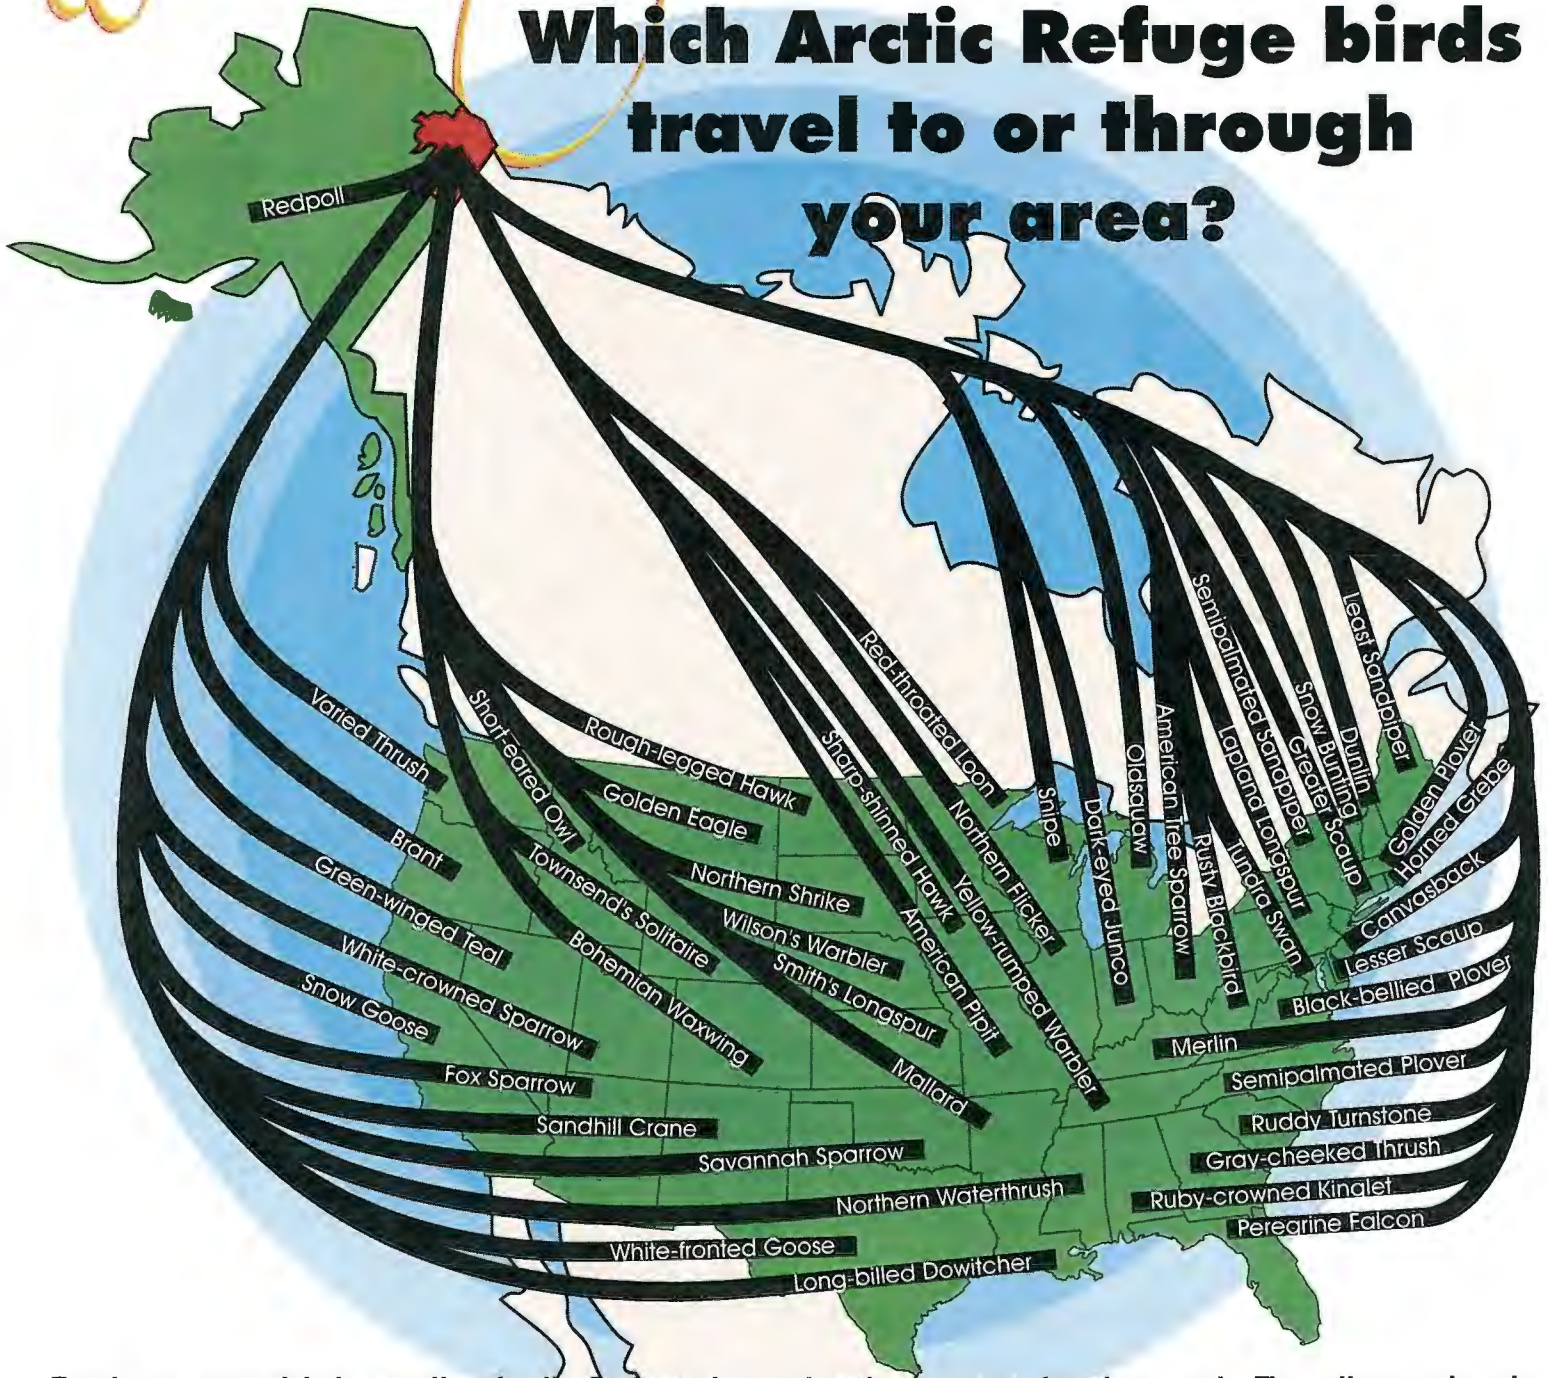 Which Arctic Refuge birds
travel to or through
your area?
Redpoll
Varied Thrush
Brant
Green-winged Teal
White-crowned Sparrow
Snow Goose
Fox Sparrow
Sandhill Crane
Savannah Sparrow
Northern Waterthrush
White-fronted Goose
Long-billed Dowitcher
Rough-legged Hawk
Short-eared Owl
Golden Eagle
Townsend's Solitaire
Bohemian Waxwing
Northern Shrike
Wilson's Warbler
Smith's Longspur
Mallard
Red-throated Loon
Sharp-shinned Hawk
Northern Flicker
American Pipit
Yellow-rumped Warbler
Snipe
Dark-eyed Junco
Oldsquaw
American Tree Sparrow
Rusty Blackbird
Tundra Swan
Lapland Longspur
Semipalmated Sandpiper
Greater Scaup
Snow Bunting
Dunlin
Least Sandpiper
Golden Plover
Horned Grebe
Canvasback
Lesser Scaup
Black-bellied Plover
Merlin
Semipalmated Plover
Ruddy Turnstone
Gray-cheeked Thrush
Ruby-crowned Kinglet
Peregrine Falcon